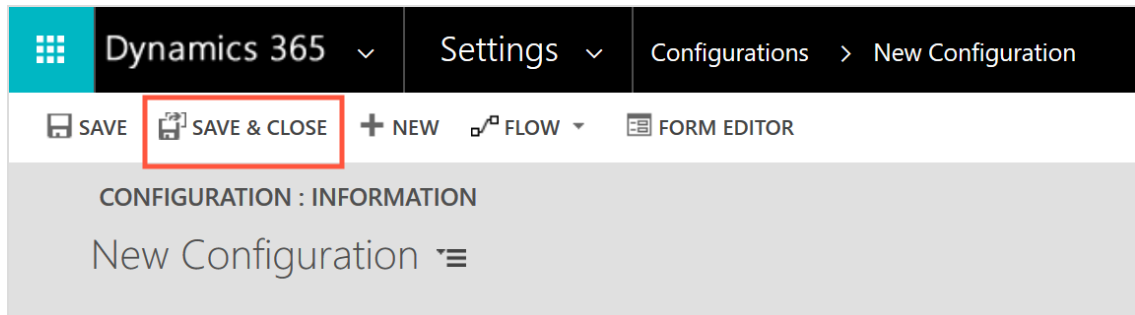 Dynamics 365 Settings Configurations > New Configuration
SAVE SAVE & CLOSE + NEW FLOW FORM EDITOR
CONFIGURATION : INFORMATION
New Configuration